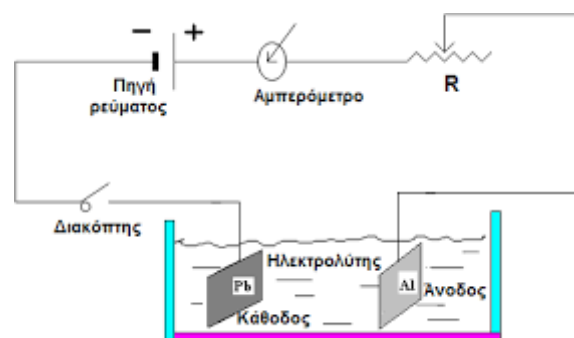 − +
Πηγή
ρεύματος
Αμπερόμετρο
R
Διακόπτης
Ηλεκτρολύτης
Pb
Al
Άνοδος
Κάθοδος